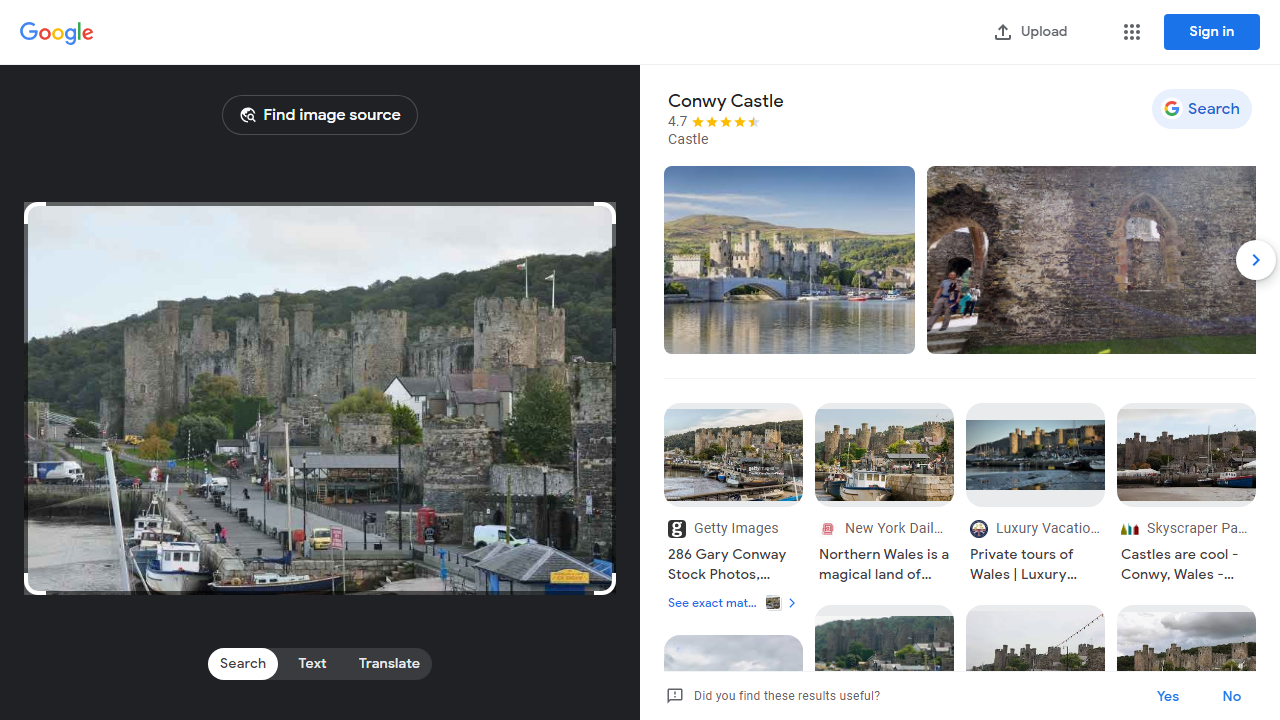 Google
Upload
Sign in
Find image source
Conwy Castle
4.7
Castle
Search
Getty Images
286 Gary Conway
Stock Photos,...
See exact mat...
New York Dail...
Northern Wales is a
magical land of...
Luxury Vacatio...
Private tours of
Wales | Luxury...
Skyscraper Pa...
Castles are cool -
Conwy, Wales -...
Search
Text
Translate
Did you find these results useful?
Yes
No